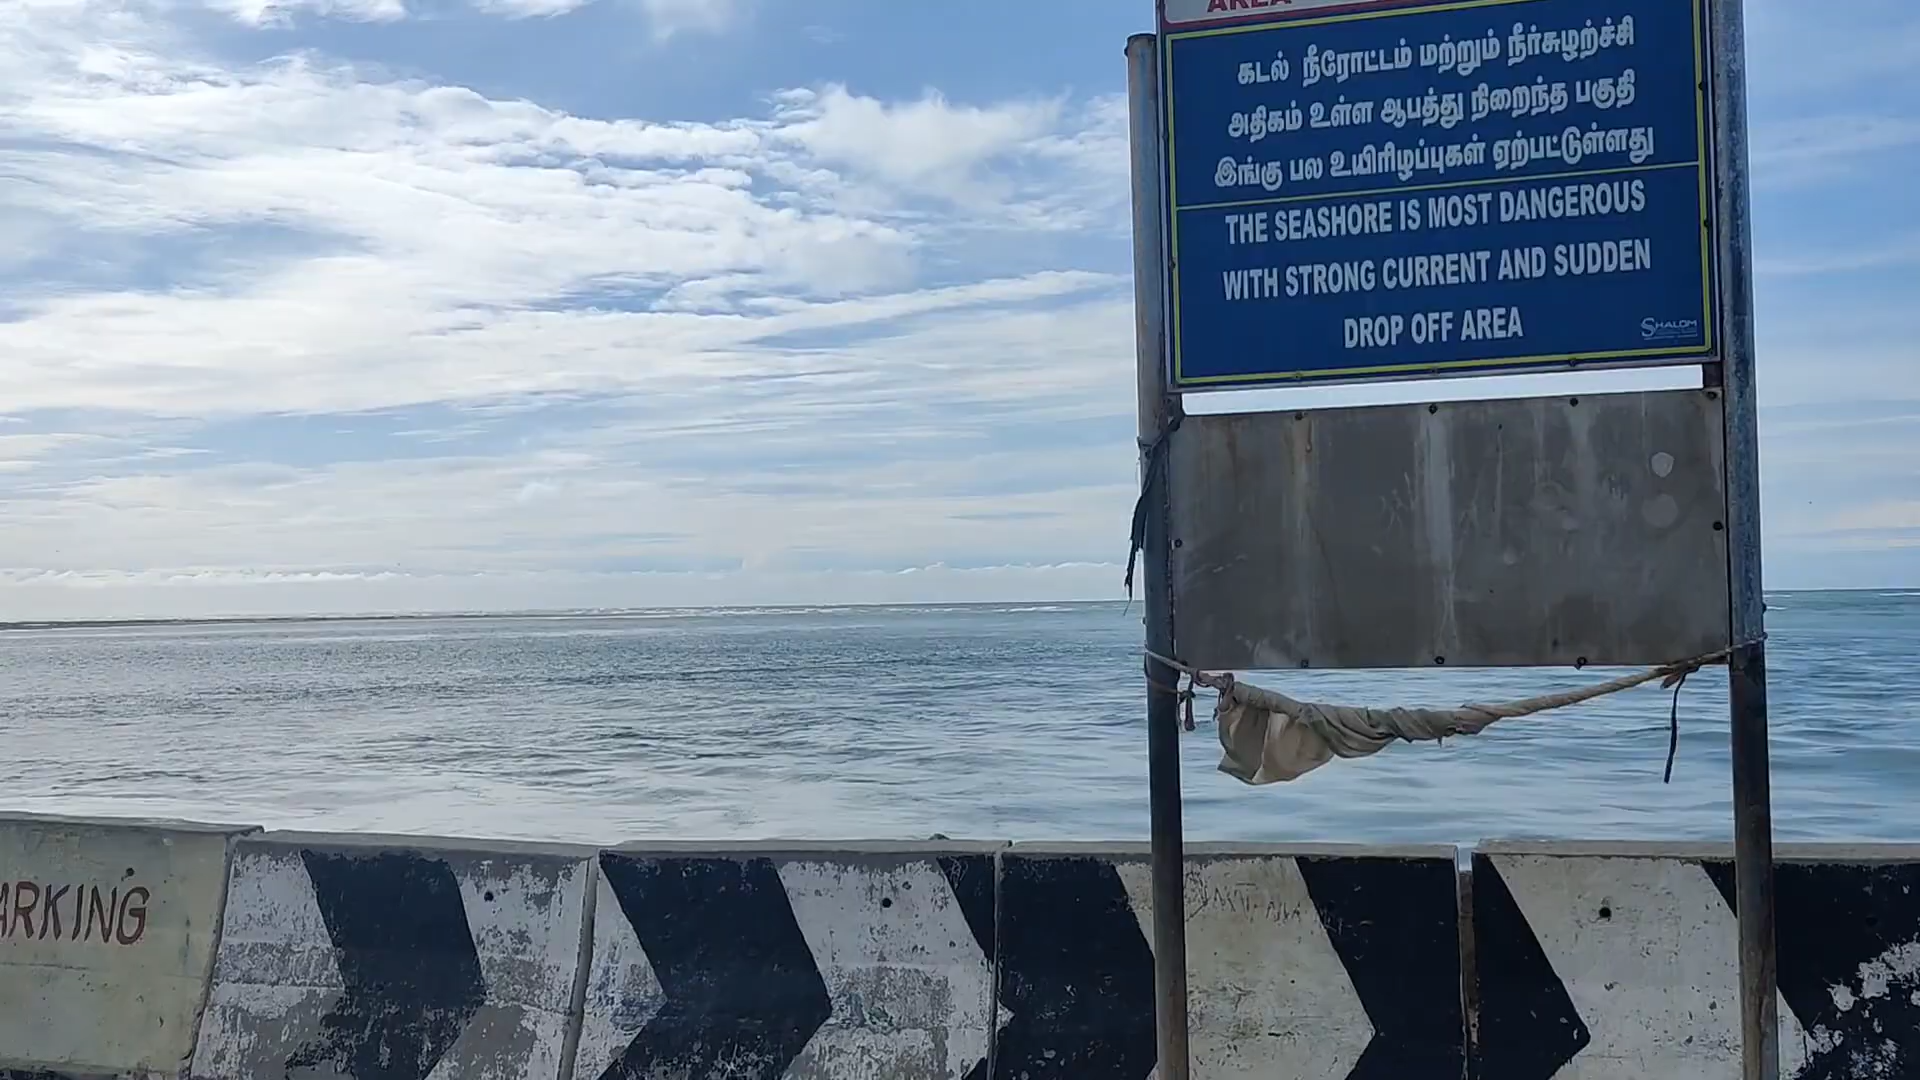 AREA
கடல் நீரோட்டம் மற்றும் நீர்சுழற்ச்சி
அதிகம் உள்ள ஆபத்து நிறைந்த பகுதி
இங்கு பல உயிரிழப்புகள் ஏற்பட்டுள்ளது
THE SEASHORE IS MOST DANGEROUS
WITH STRONG CURRENT AND SUDDEN
DROP OFF AREA
SHALOM
ARKING